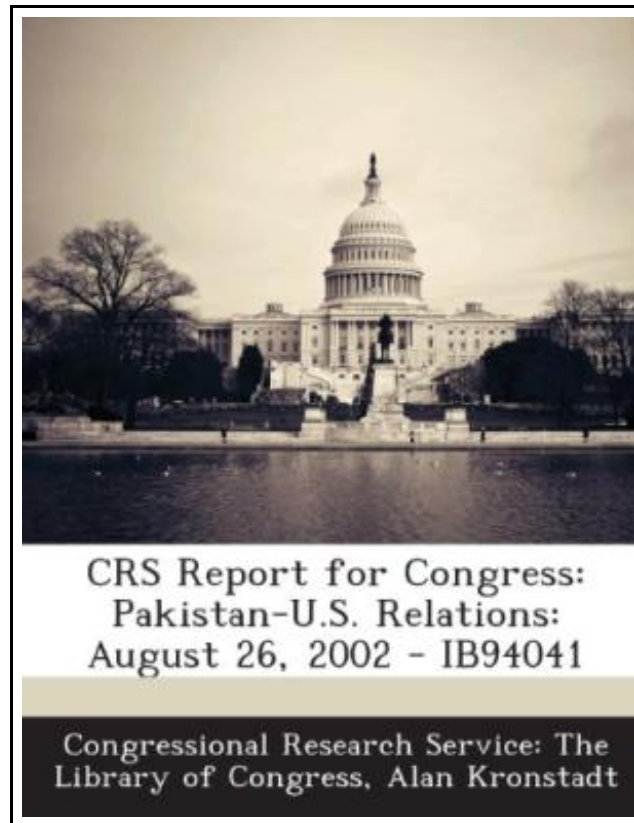 CRS Report for Congress:
Pakistan-U.S. Relations:
August 26, 2002 - IB94041
Congressional Research Service: The
Library of Congress, Alan Kronstadt